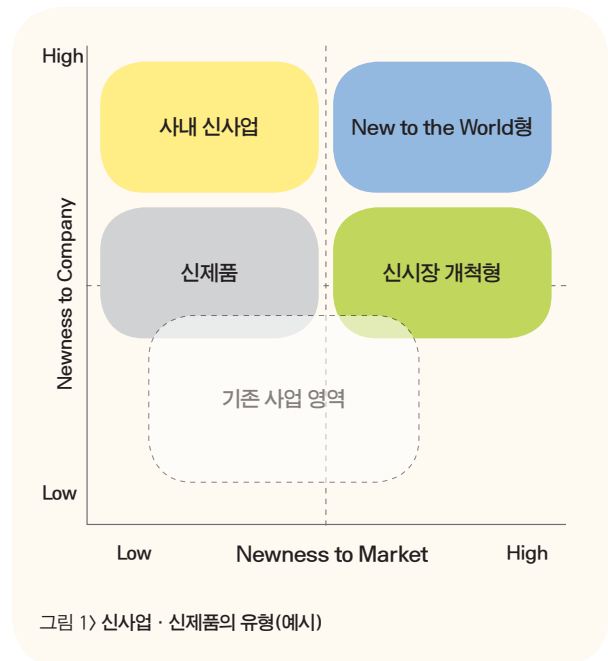 High
사내 신사업
New to the World형
Newness to Company
신제품
신시장 개척형
기존 사업 영역
Low
Low
Newness to Market
High
그림 1〉 신사업 · 신제품의 유형(예시)